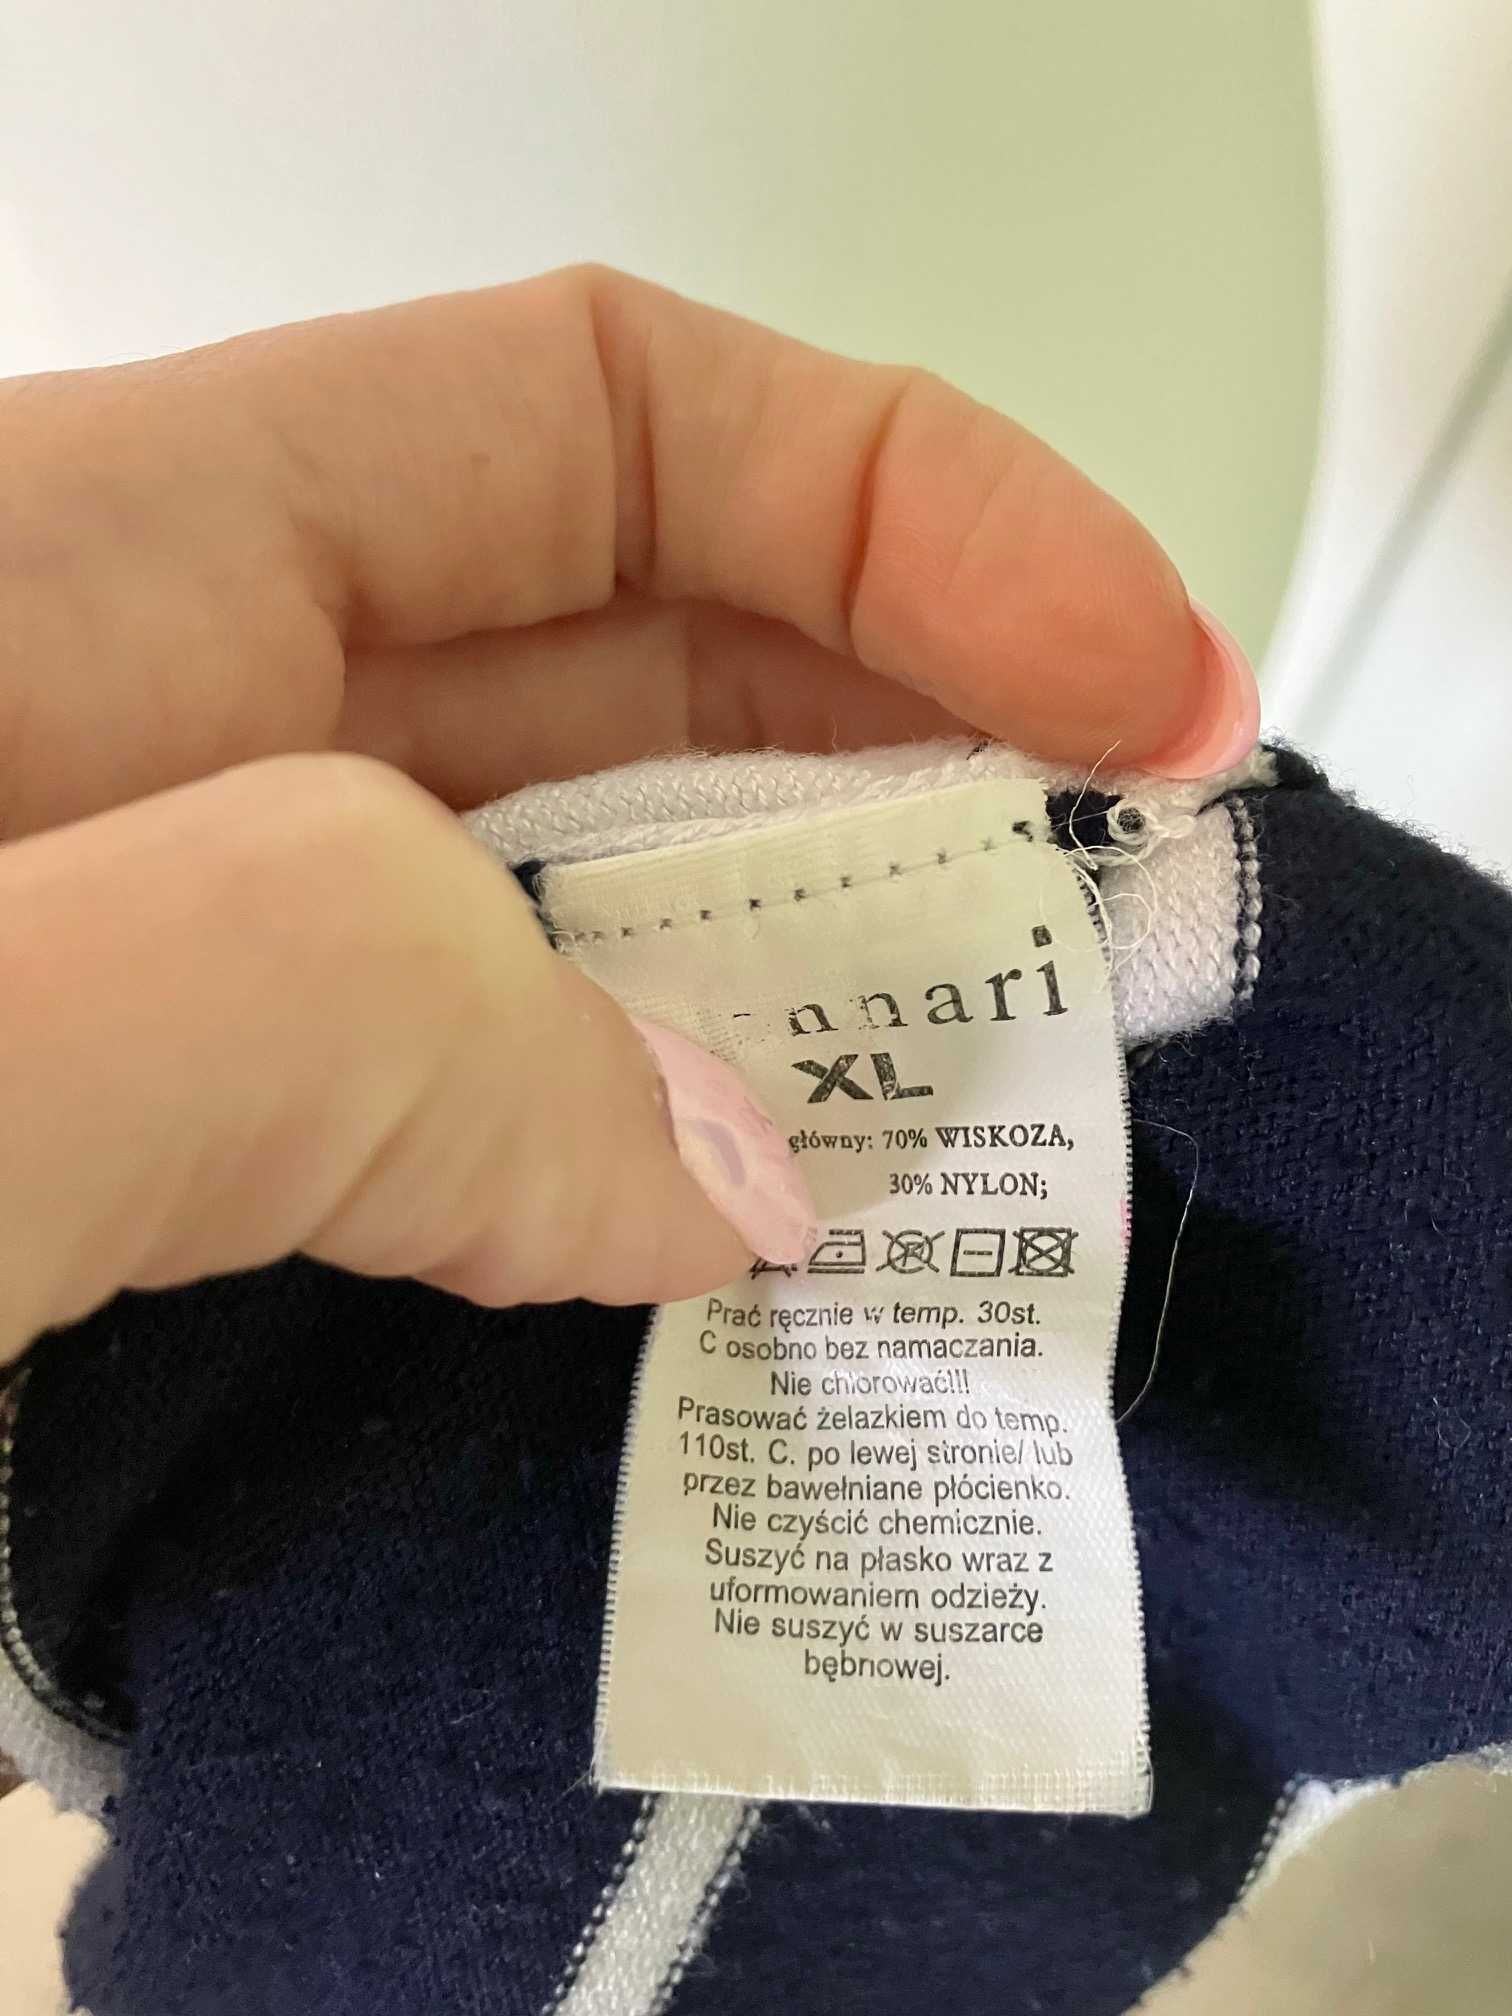 XL
główny: 70% WISKOZA,
30% NYLON;
Prać ręcznie w temp. 30st.
C osobno bez namaczania.
Nie chlorować!!!
Prasować żelazkiem do temp.
110st. C. po lewej stronie/ lub
przez bawełniane płócienko.
Nie czyścić chemicznie.
Suszyć na płasko wraz z
uformowaniem odzieży.
Nie suszyć w suszarce
bębnowej.